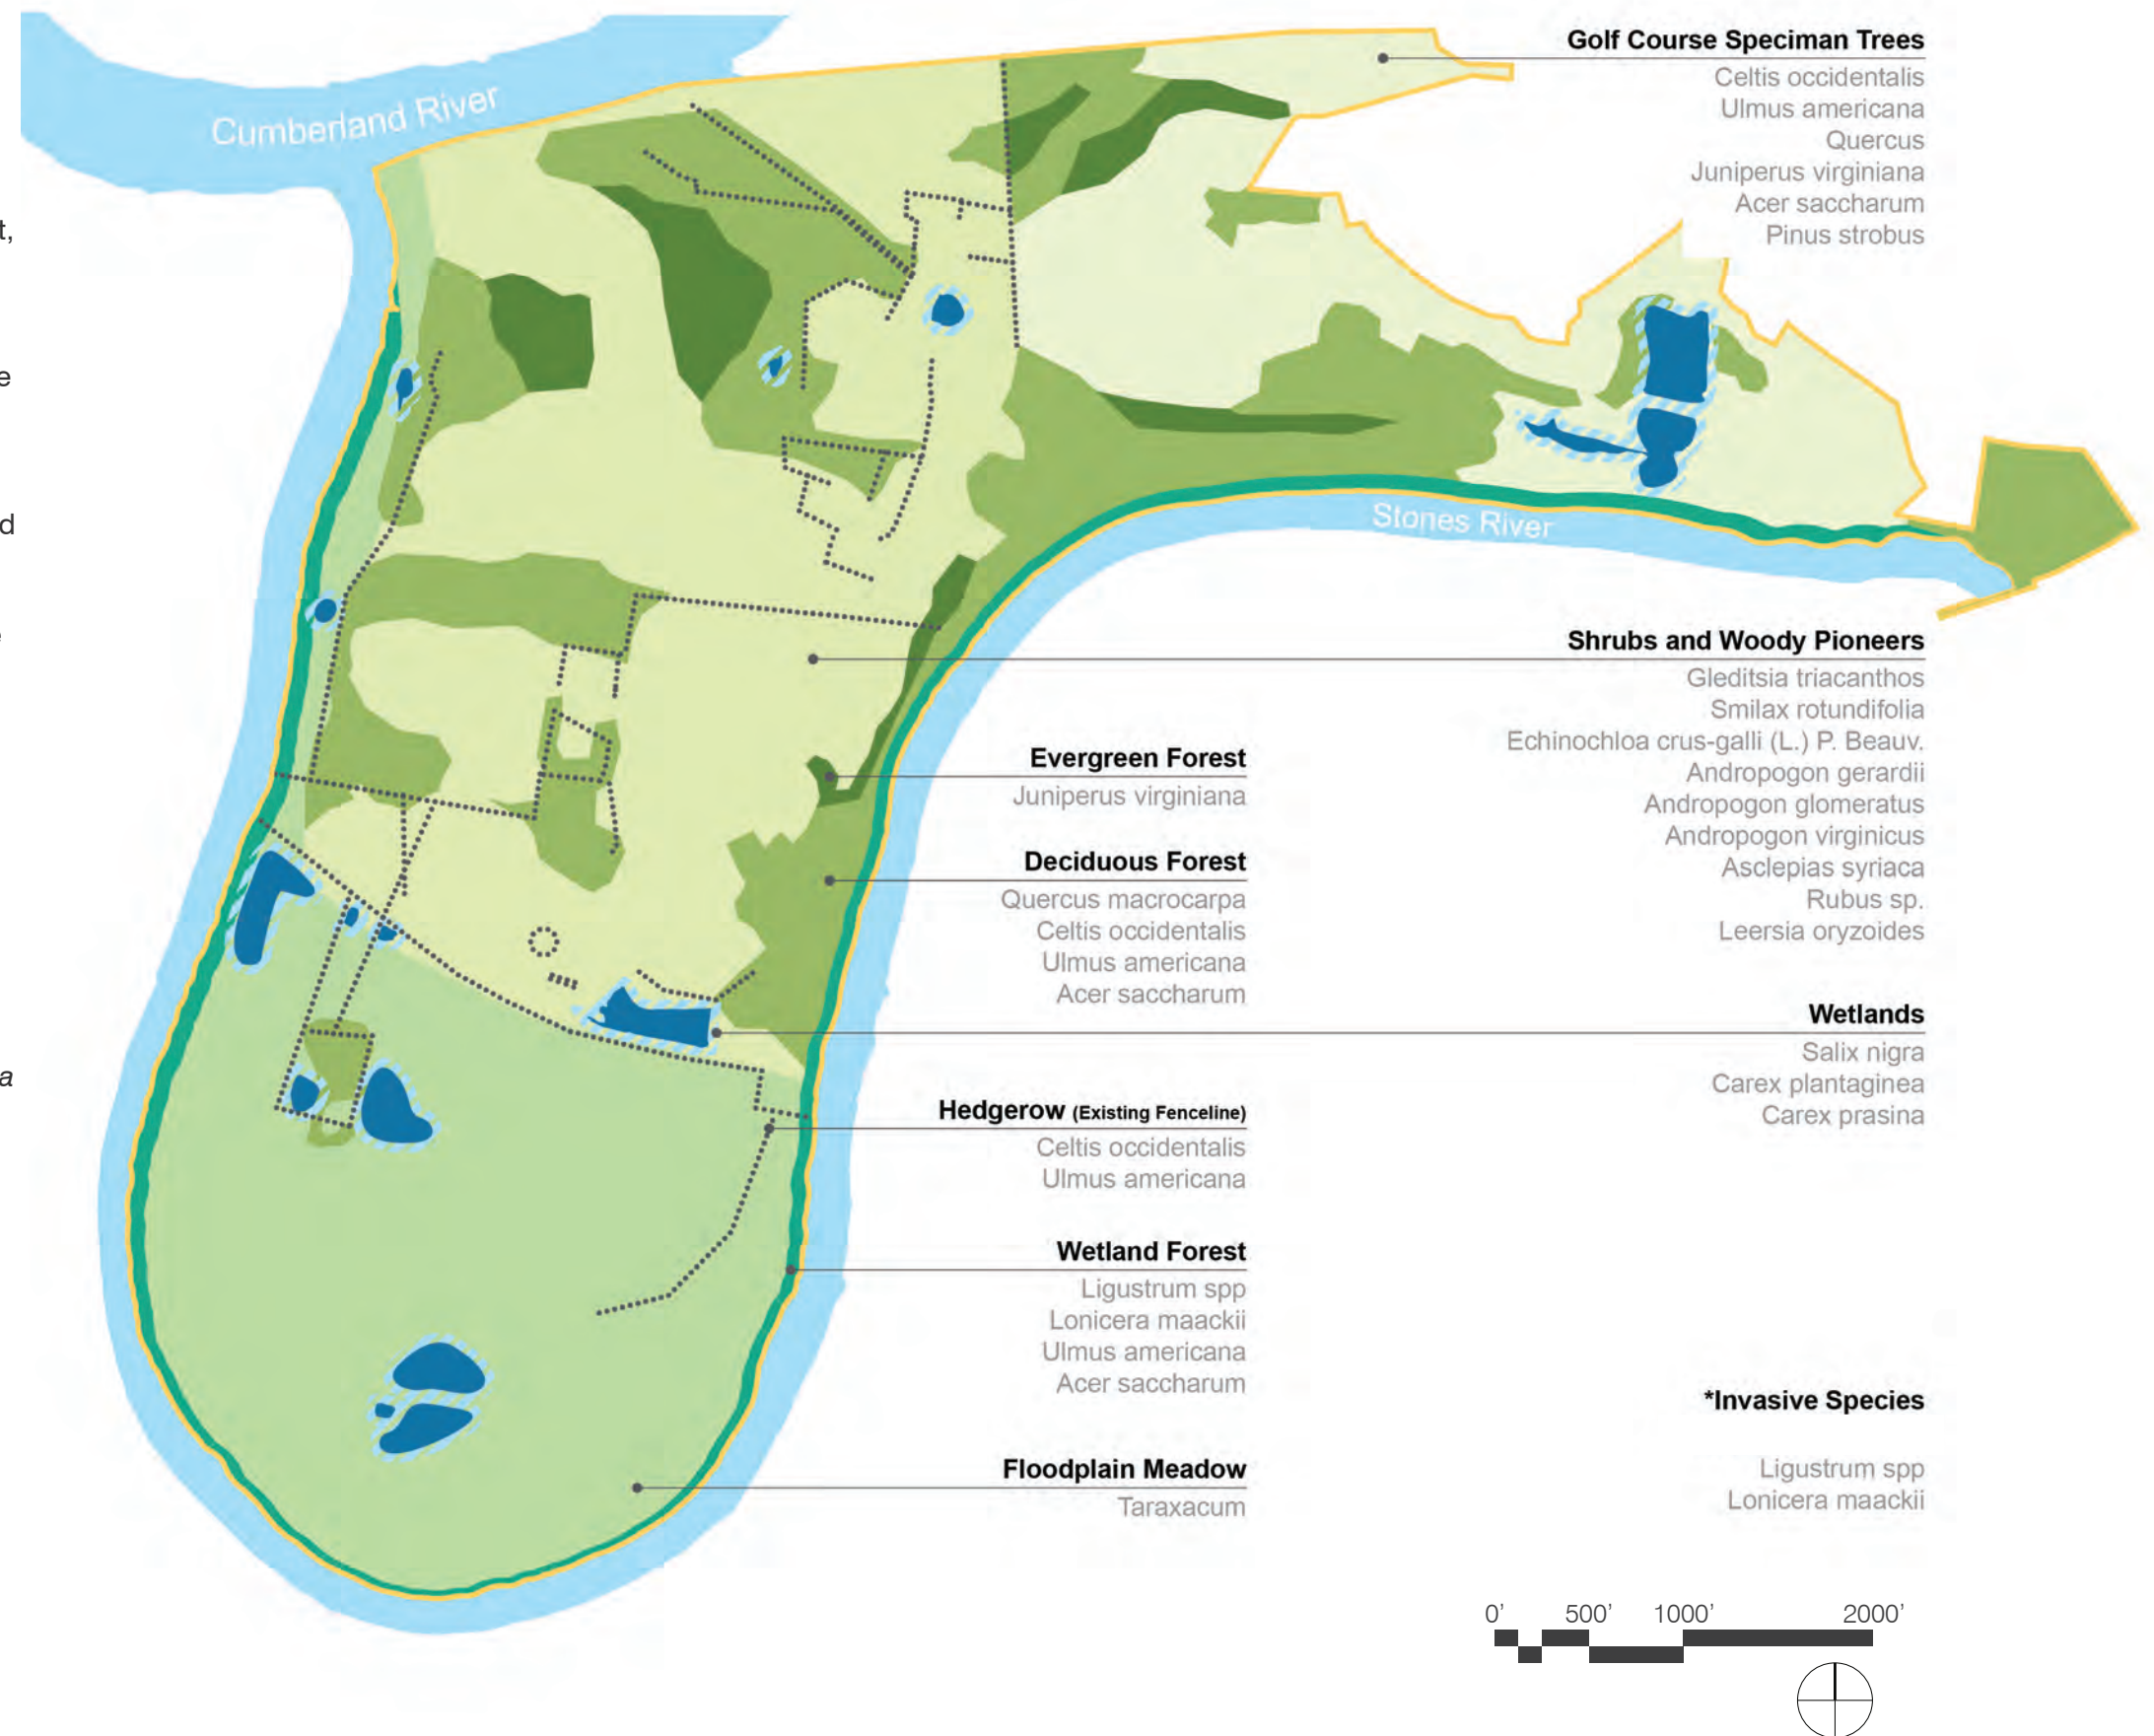 t,
e
d
e
a
Cumberland River
Stones River
Golf Course Speciman Trees
Celtis occidentalis
Ulmus americana
Quercus
Juniperus virginiana
Acer saccharum
Pinus strobus
Shrubs and Woody Pioneers
Gleditsia triacanthos
Smilax rotundifolia
Echinochloa crus-galli (L.) P. Beauv.
Andropogon gerardii
Andropogon glomeratus
Andropogon virginicus
Asclepias syriaca
Rubus sp.
Leersia oryzoides
Evergreen Forest
Juniperus virginiana
Deciduous Forest
Quercus macrocarpa
Celtis occidentalis
Ulmus americana
Acer saccharum
Wetlands
Salix nigra
Carex plantaginea
Carex prasina
Hedgerow (Existing Fenceline)
Celtis occidentalis
Ulmus americana
Wetland Forest
Ligustrum spp
Lonicera maackii
Ulmus americana
Acer saccharum
Floodplain Meadow
Taraxacum
*Invasive Species
Ligustrum spp
Lonicera maackii
0’ 500’ 1000’ 2000’